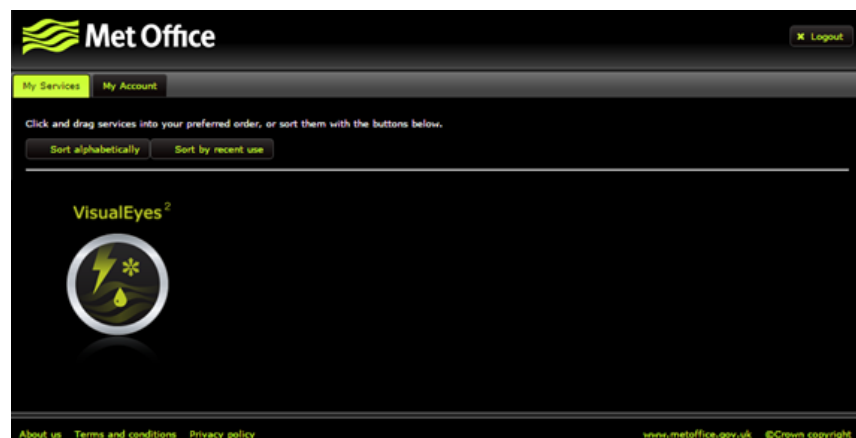 Met Office
× Logout
My Services My Account
Click and drag services into your preferred order, or sort them with the buttons below.
Sort alphabetically Sort by recent use
VisualEyes²
About us Terms and conditions Privacy policy www.metoffice.gov.uk ©Crown copyright